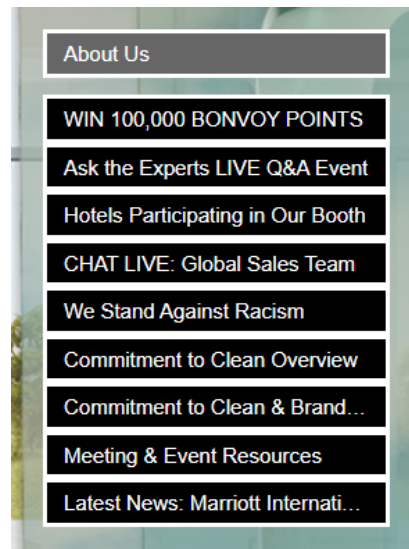 About Us
WIN 100,000 BONVOY POINTS
Ask the Experts LIVE Q&A Event
Hotels Participating in Our Booth
CHAT LIVE: Global Sales Team
We Stand Against Racism
Commitment to Clean Overview
Commitment to Clean & Brand...
Meeting & Event Resources
Latest News: Marriott Internati...